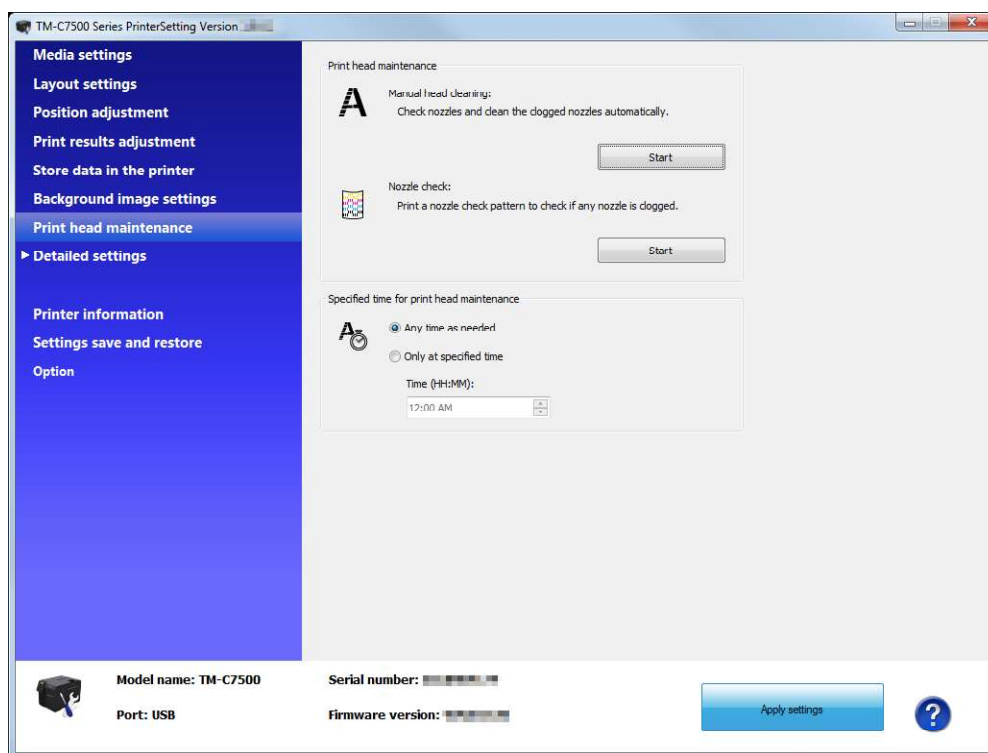 TM-C7500 Series PrinterSetting Version
Media settings
Layout settings
Position adjustment
Print results adjustment
Store data in the printer
Background image settings
Print head maintenance
Detailed settings
Printer information
Settings save and restore
Option
Print head maintenance
Manual head cleaning:
Check nozzles and clean the clogged nozzles automatically.
Start
Nozzle check:
Print a nozzle check pattern to check if any nozzle is clogged.
Start
Specified time for print head maintenance
Any time as needed
Only at specified time
Time (HH:MM):
12:00 AM
Model name: TM-C7500
Serial number:
Port: USB
Firmware version:
Apply settings
?